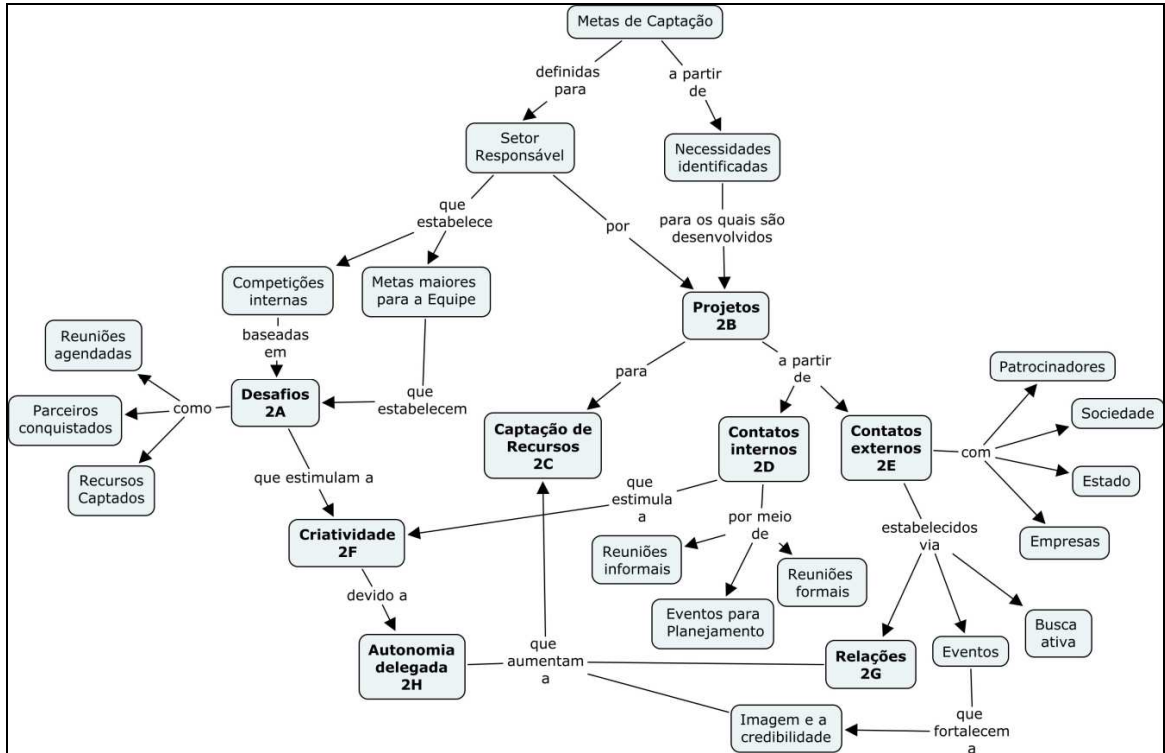 Metas de Captação
definidas
para
a partir
de
Setor
Responsável
Necessidades
identificadas
que
estabelece
por
para os quais são
desenvolvidos
Competições
internas
Metas maiores
para a Equipe
Projetos
2B
Reuniões
agendadas
baseadas
em
Parceiros
conquistados
como
Desafios
2A
que
estabelecem
Recursos
Captados
para
a partir
de
Patrocinadores
Sociedade
Captação de
Recursos
2C
Contatos
internos
2D
Contatos
externos
2E
com
Estado
Empresas
que estimulam a
que
estimula
a
por meio
de
estabelecidos
via
Criatividade
2F
Reuniões
informais
Reuniões
formais
Eventos para
Planejamento
Busca
ativa
devido a
Autonomia
delegada
2H
que
aumentam
a
Relações
2G
Eventos
Imagem e a
credibilidade
que
fortalecem
a